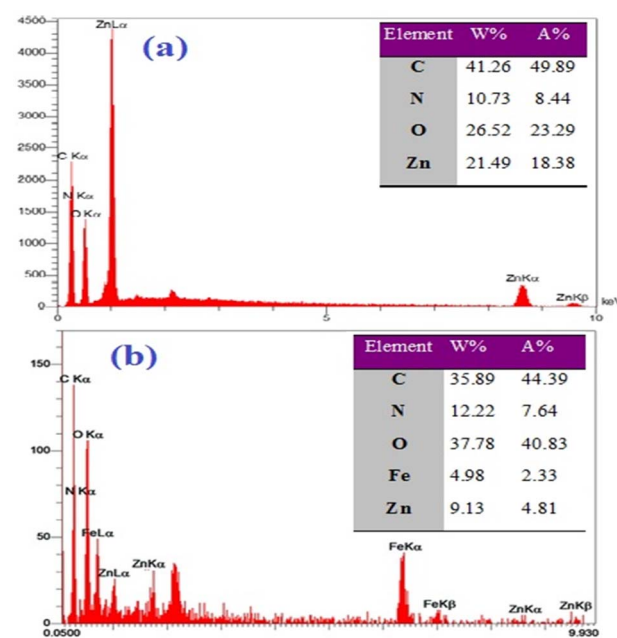 4500
4000
3500
3000
2500
2000
1500
1000
500
0
ZnLα
(a)
C Kα
N Kα
O Kα
ZnKα
ZnKβ
0
5
10
keV
Element W% A%
C 41.26 49.89
N 10.73 8.44
O 26.52 23.29
Zn 21.49 18.38
150
100
50
0
(b)
C Kα
O Kα
N Kα
FeLα
ZnLα
ZnKα
FeKα
FeKβ
ZnKα
ZnKβ
0.0500
9.9300
Element W% A%
C 35.89 44.39
N 12.22 7.64
O 37.78 40.83
Fe 4.98 2.33
Zn 9.13 4.81